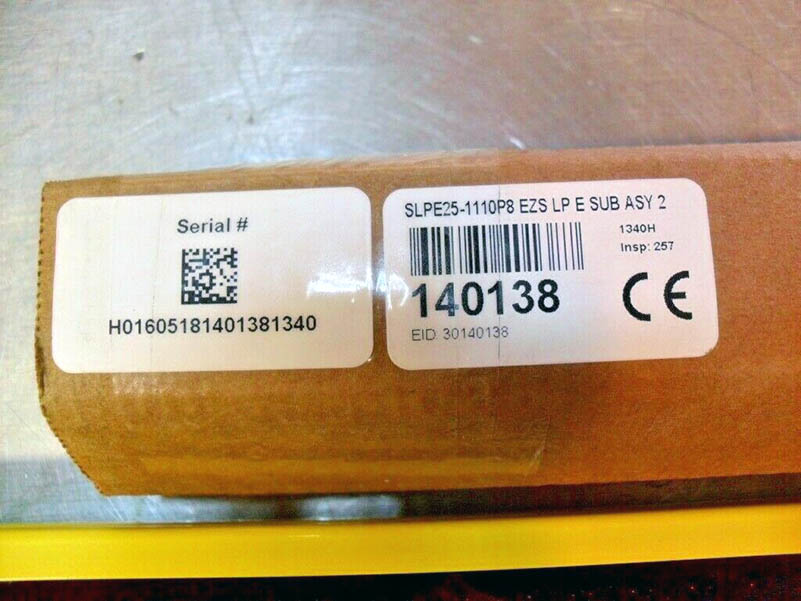 Serial #
H01605181401381340
SLPE25-1110P8 EZS LP E SUB ASY 2
1340H
Insp: 257
140138
CE
EID: 30140138